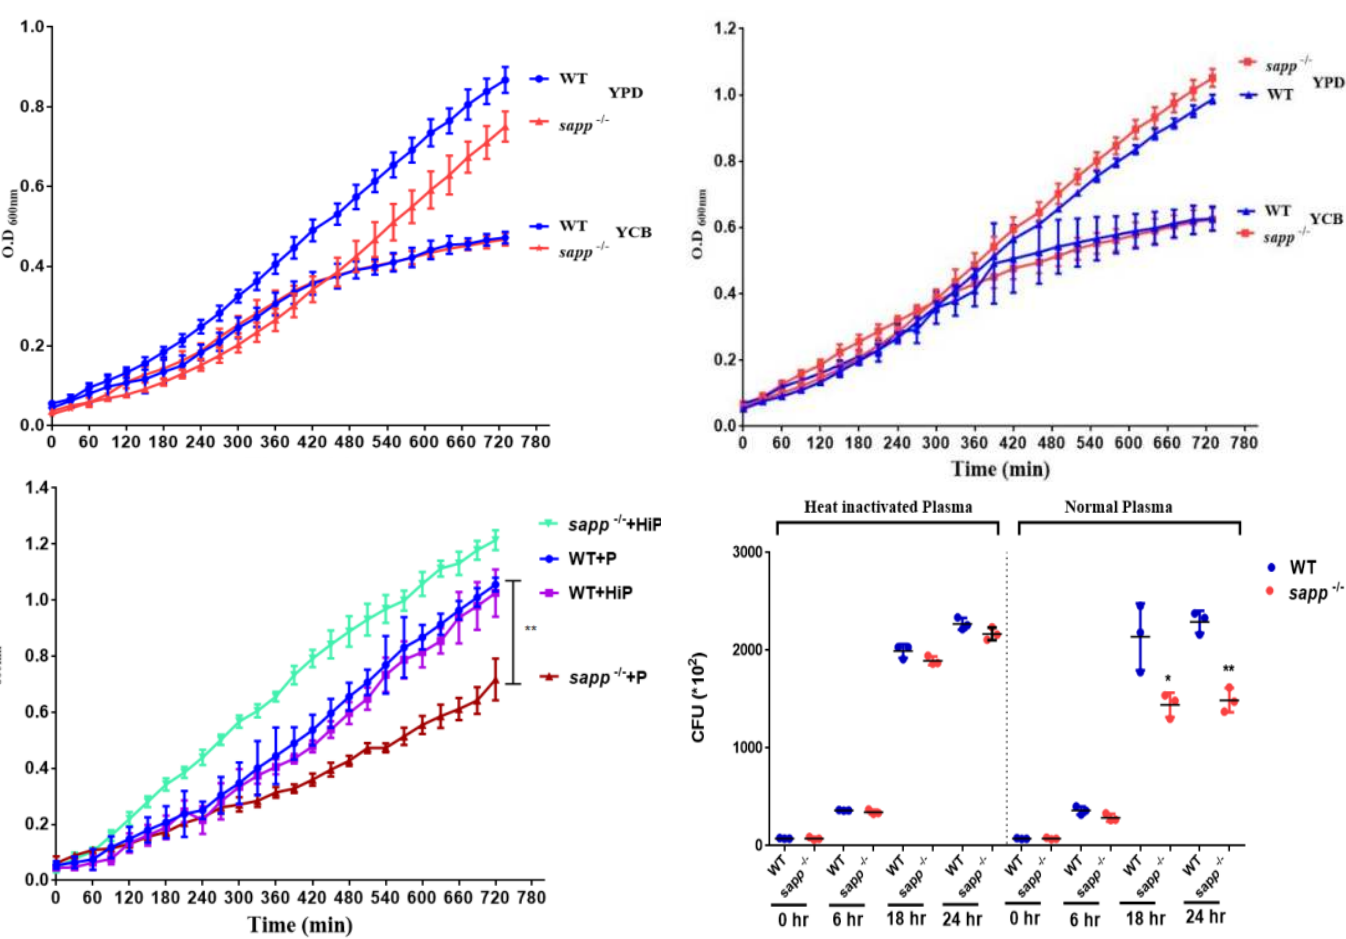 1.0
0.8
0.6
0.4
0.2
0.0
O.D 600nm
0 60 120 180 240 300 360 420 480 540 600 660 720 780
WT
YPD
sapp -/-
WT
YCB
sapp -/-
1.2
1.0
0.8
0.6
0.4
0.2
0.0
O.D 600nm
0 60 120 180 240 300 360 420 480 540 600 660 720 780
Time (min)
sapp -/-
YPD
WT
WT
YCB
sapp -/-
1.4
1.2
1.0
0.8
0.6
0.4
0.2
0.0
0 60 120 180 240 300 360 420 480 540 600 660 720 780
Time (min)
sapp -/-+HiP
WT+P
WT+HiP
**
sapp -/-+P
Heat inactivated Plasma Normal Plasma
3000
2000
1000
0
CFU (*10²)
* **
WT
sapp -/-
WT sapp -/- WT sapp -/- WT sapp -/- WT sapp -/- WT sapp -/- WT sapp -/- WT sapp -/- WT sapp -/-
0 hr 6 hr 18 hr 24 hr 0 hr 6 hr 18 hr 24 hr